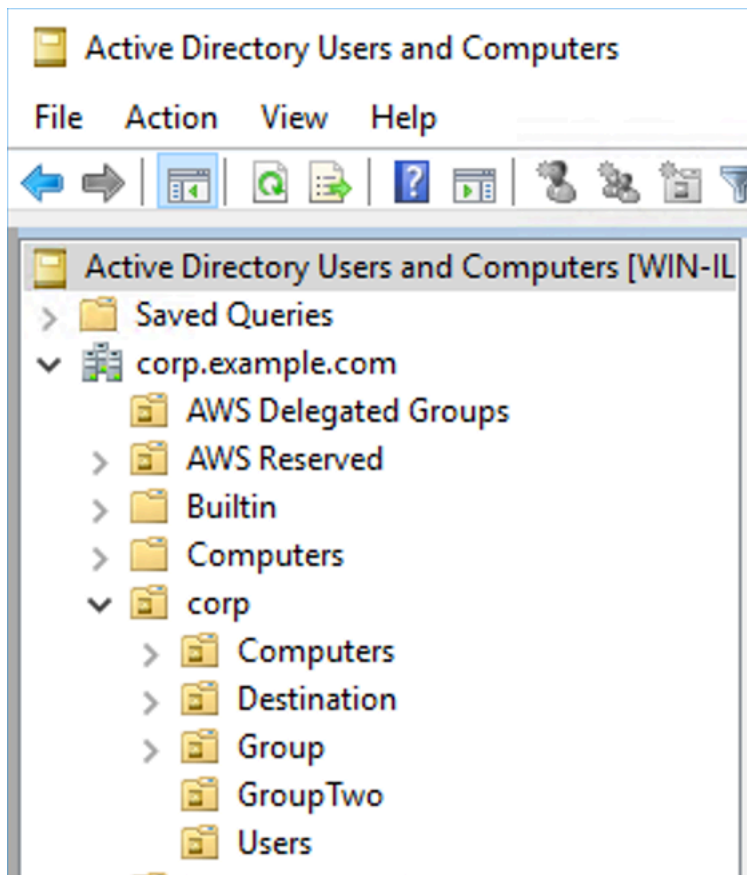 Active Directory Users and Computers
File Action View Help
Active Directory Users and Computers [WIN-IL
Saved Queries
corp.example.com
AWS Delegated Groups
AWS Reserved
Builtin
Computers
corp
Computers
Destination
Group
GroupTwo
Users